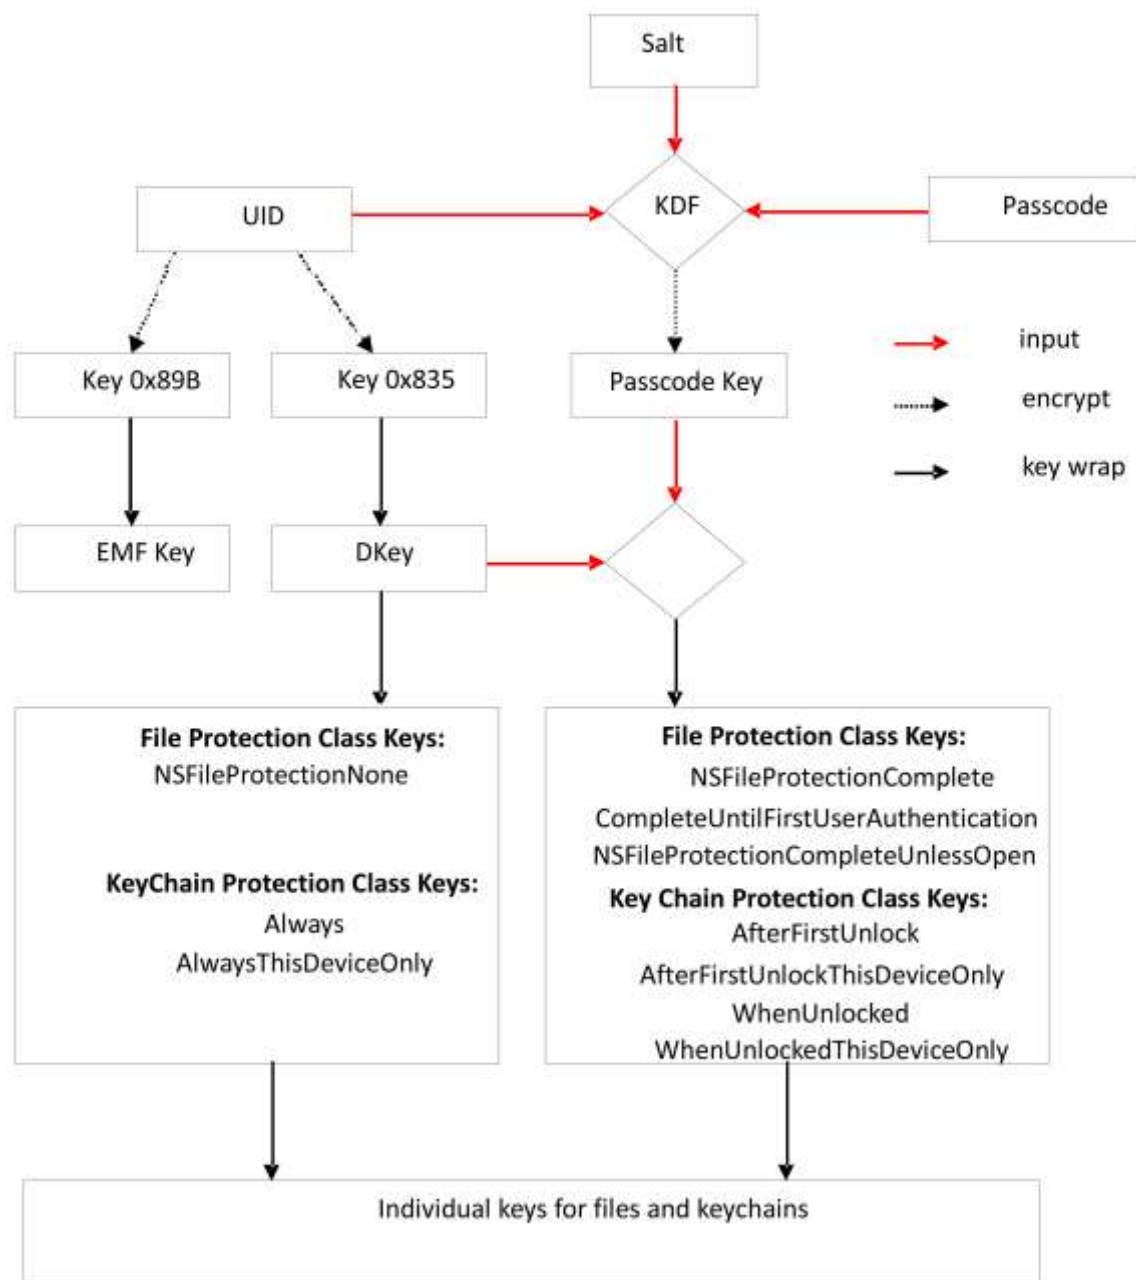 Salt
UID
KDF
Passcode
Key 0x89B
Key 0x835
Passcode Key
input
encrypt
key wrap
EMF Key
DKey
File Protection Class Keys:
NSFileProtectionNone
KeyChain Protection Class Keys:
Always
AlwaysThisDeviceOnly
File Protection Class Keys:
NSFileProtectionComplete
CompleteUntilFirstUserAuthentication
NSFileProtectionCompleteUnlessOpen
Key Chain Protection Class Keys:
AfterFirstUnlock
AfterFirstUnlockThisDeviceOnly
WhenUnlocked
WhenUnlockedThisDeviceOnly
Individual keys for files and keychains